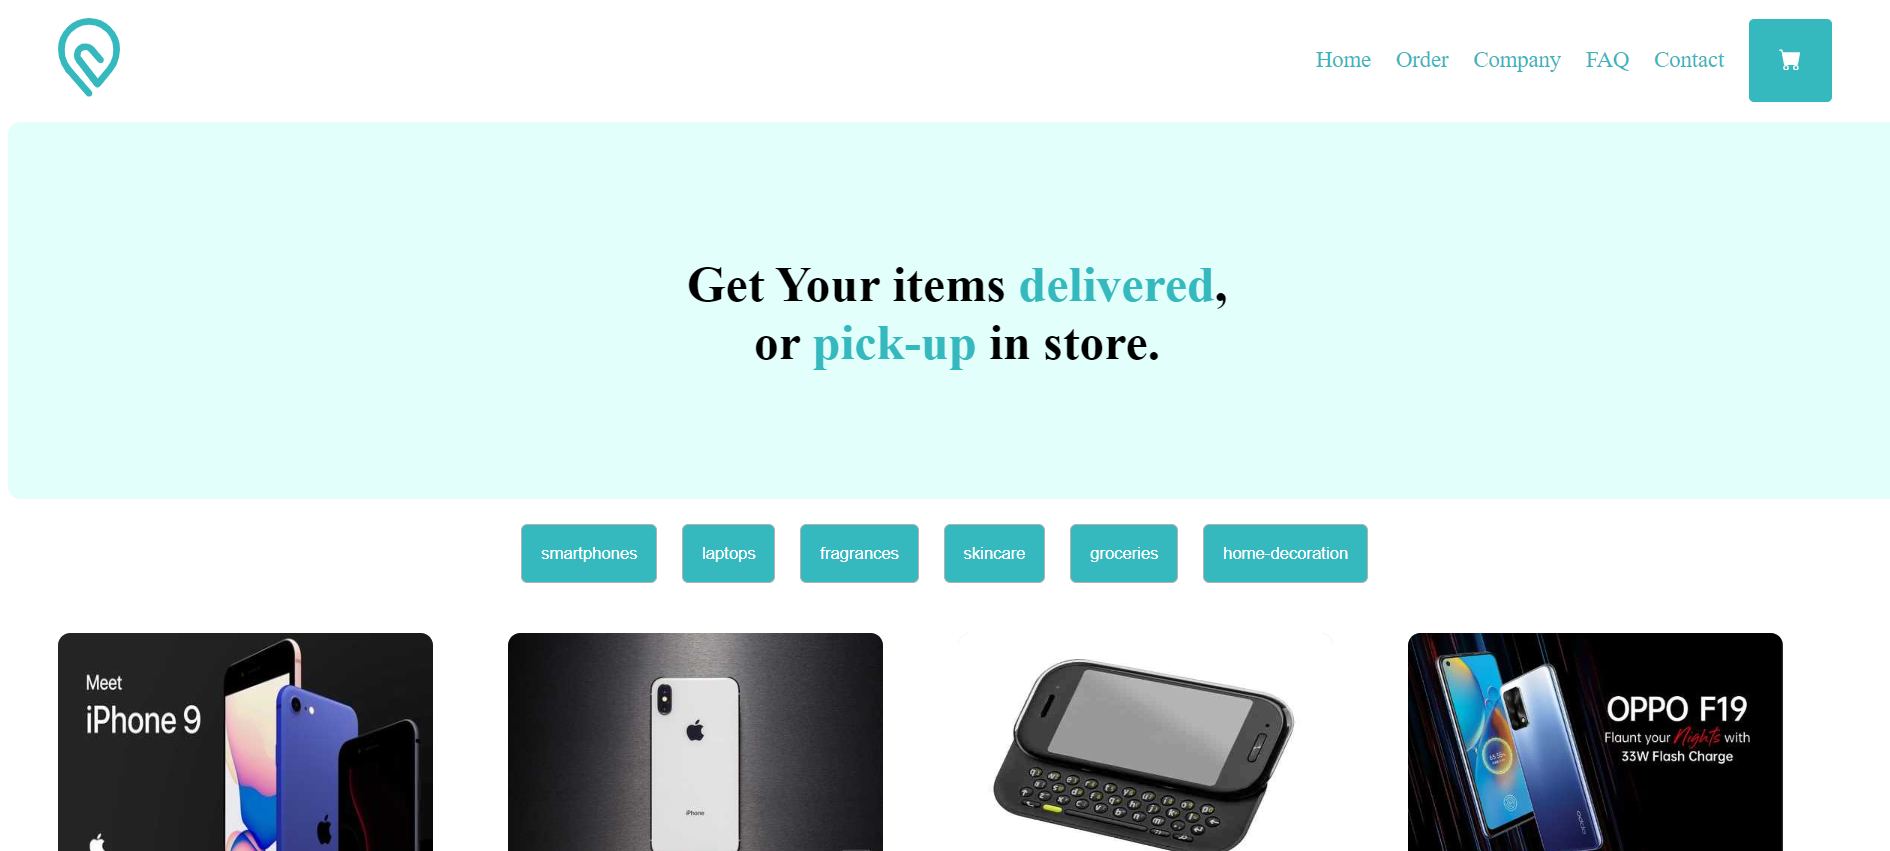 Home Order Company FAQ Contact
Get Your items delivered,
or pick-up in store.
smartphones laptops fragrances skincare groceries home-decoration
Meet
iPhone 9
iPhone
OPPO F19
Flaunt your Nights with
33W Flash Charge